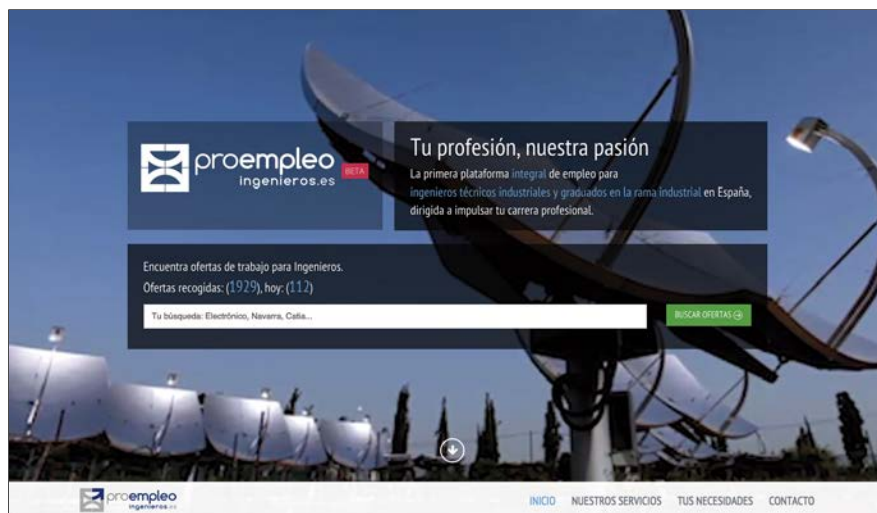 proempleo
ingenieros.es
BETA
Tu profesión, nuestra pasión
La primera plataforma integral de empleo para
ingenieros técnicos industriales y graduados en la rama industrial en España,
dirigida a impulsar tu carrera profesional.
Encuentra ofertas de trabajo para Ingenieros.
Ofertas recogidas: (1929), hoy: (112)
Tu búsqueda: Electrónico, Navarra, Catia...
BUSCAR OFERTAS
proempleo
ingenieros.es
INICIO NUESTROS SERVICIOS TUS NECESIDADES CONTACTO